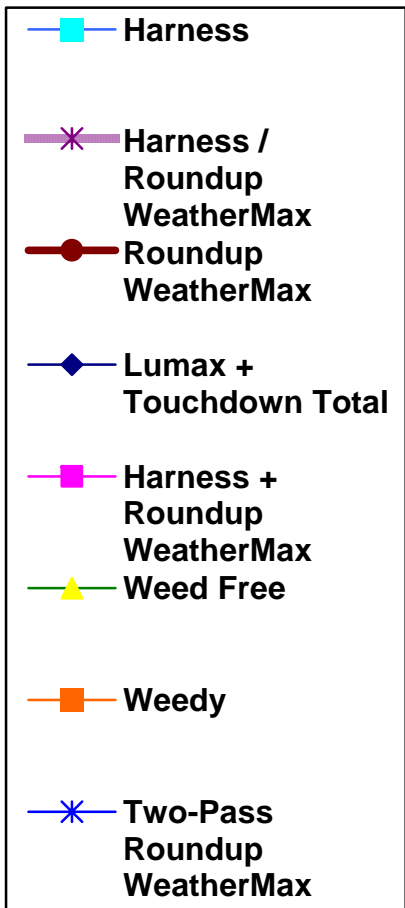 Harness
Harness /
Roundup
WeatherMax
Roundup
WeatherMax
Lumax +
Touchdown Total
Harness +
Roundup
WeatherMax
Weed Free
Weedy
Two-Pass
Roundup
WeatherMax